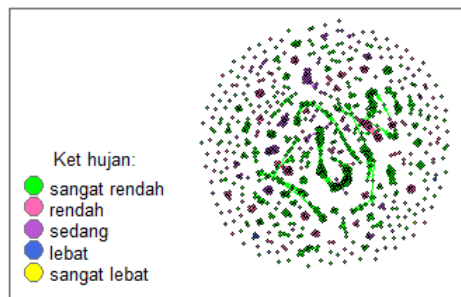 Ket hujan:
sangat rendah
rendah
sedang
lebat
sangat lebat